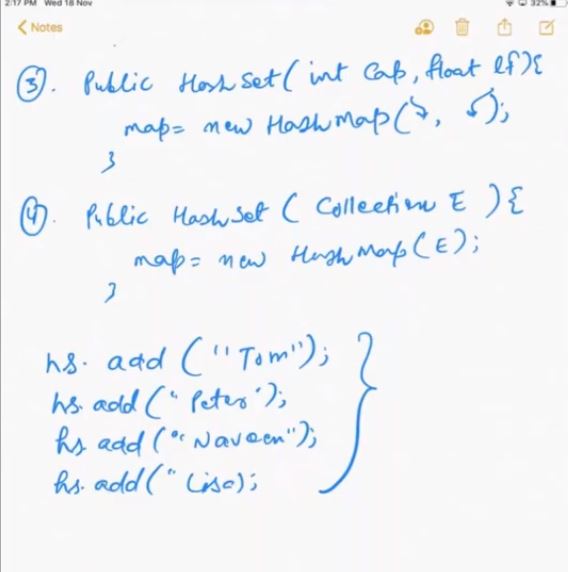 2:17 PM Wed 18 Nov 32%
Notes
③. Public HashSet( int Cap, float lf){
map= new HashMap( , );
}
④. Public HashSet ( Collection E ) {
map= new HashMap(E);
}
hs. add ("Tom");
hs. add ("Peter');
hs add ("Naveen");
hs. add ("Lisa);